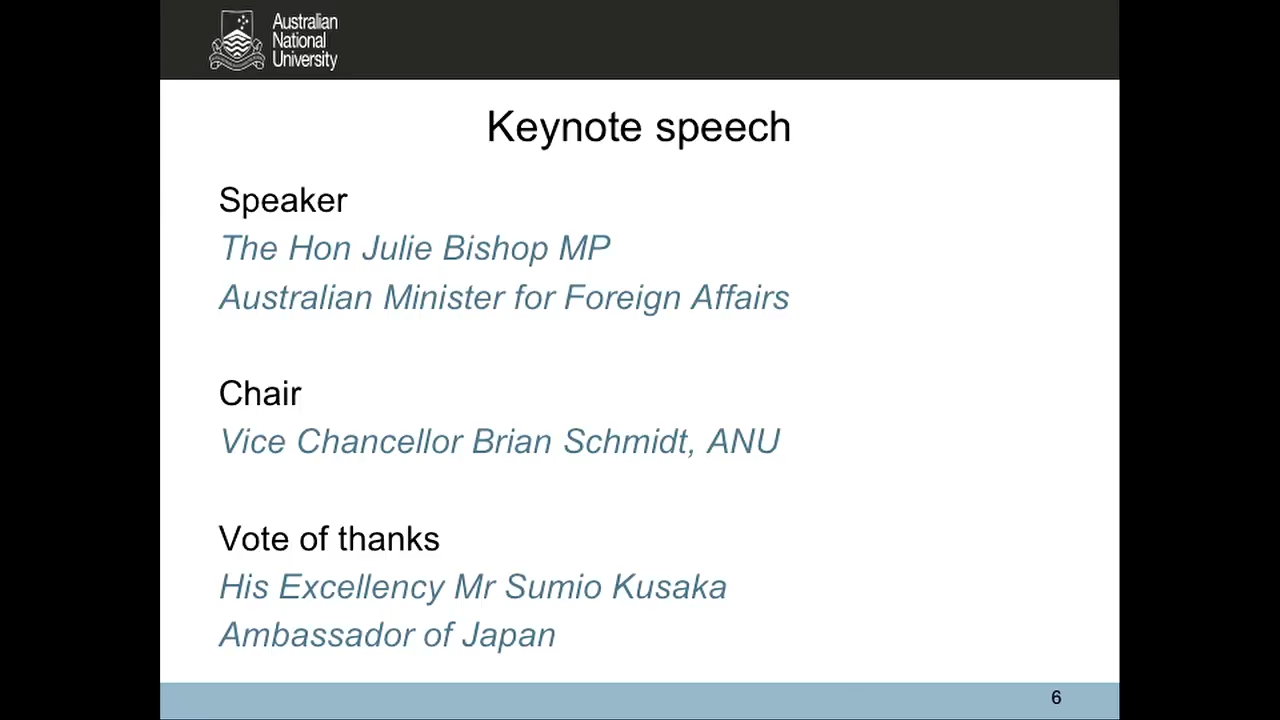 Australian
National
University
Keynote speech
Speaker
The Hon Julie Bishop MP
Australian Minister for Foreign Affairs
Chair
Vice Chancellor Brian Schmidt, ANU
Vote of thanks
His Excellency Mr Sumio Kusaka
Ambassador of Japan
6